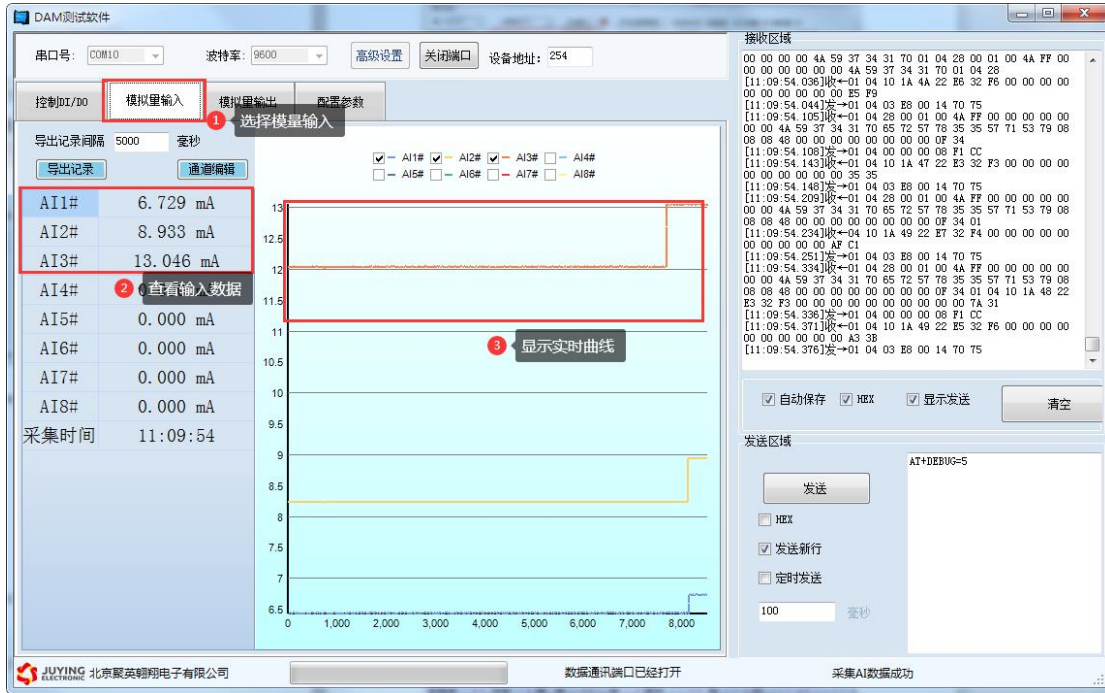 DAM测试软件
串口号: COM10 波特率: 9600 高级设置 关闭端口 设备地址: 254
控制DI/DO 模拟量输入 模拟量输出 配置参数
1 选择模量输入
导出记录间隔 5000 毫秒
导出记录 通道编辑
AI1# 6.729 mA
AI2# 8.933 mA
AI3# 13.046 mA
AI4#
2 查看输入数据
AI5# 0.000 mA
AI6# 0.000 mA
AI7# 0.000 mA
AI8# 0.000 mA
采集时间 11:09:54
AI1# AI2# AI3# AI4#
AI5# AI6# AI7# AI8#
13
12.5
12
11.5
11
3 显示实时曲线
10.5
10
9.5
9
8.5
8
7.5
7
6.5
0 1,000 2,000 3,000 4,000 5,000 6,000 7,000 8,000
接收区域
00 00 00 00 4A 59 37 34 31 70 01 04 28 00 01 00 4A FF 00
00 00 00 00 00 00 4A 59 37 34 31 70 01 04 28
[11:09:54.036]收←01 04 10 1A 4A 22 E6 32 F6 00 00 00 00
00 00 00 00 00 00 E5 F9
[11:09:54.044]发→01 04 03 E8 00 14 70 75
[11:09:54.105]收←01 04 28 00 01 00 4A FF 00 00 00 00 00
00 00 4A 59 37 34 31 70 65 72 57 78 35 35 57 71 53 79 08
08 08 48 00 00 00 00 00 00 00 00 0F 34
[11:09:54.108]发→01 04 00 00 00 08 F1 CC
[11:09:54.143]收←01 04 10 1A 47 22 E3 32 F3 00 00 00 00
00 00 00 00 00 00 35 35
[11:09:54.148]发→01 04 03 E8 00 14 70 75
[11:09:54.209]收←01 04 28 00 01 00 4A FF 00 00 00 00 00
00 00 4A 59 37 34 31 70 65 72 57 78 35 35 57 71 53 79 08
08 08 48 00 00 00 00 00 00 00 00 0F 34 01
[11:09:54.234]收←04 10 1A 49 22 E7 32 F4 00 00 00 00 00
00 00 00 00 00 AF C1
[11:09:54.251]发→01 04 03 E8 00 14 70 75
[11:09:54.334]收←01 04 28 00 01 00 4A FF 00 00 00 00 00
00 00 4A 59 37 34 31 70 65 72 57 78 35 35 57 71 53 79 08
08 08 48 00 00 00 00 00 00 00 00 0F 34 01 04 10 1A 48 22
E3 32 F3 00 00 00 00 00 00 00 00 00 00 7A 31
[11:09:54.336]发→01 04 00 00 00 08 F1 CC
[11:09:54.371]收←01 04 10 1A 49 22 E5 32 F6 00 00 00 00
00 00 00 00 00 00 A3 3B
[11:09:54.376]发→01 04 03 E8 00 14 70 75
自动保存 HEX 显示发送 清空
发送区域
发送
HEX
发送新行
定时发送
100 毫秒
AT+DEBUG=5
JUYING ELECTRONIC 北京聚英翱翔电子有限公司 数据通讯端口已经打开 采集AI数据成功